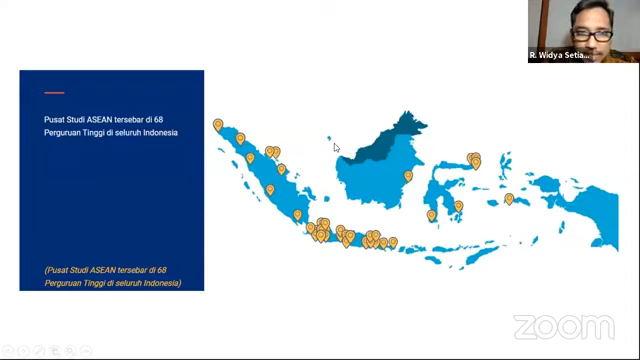 R. Widya Setia...
Pusat Studi ASEAN tersebar di 68
Perguruan Tinggi di seluruh Indonesia
(Pusat Studi ASEAN tersebar di 68
Perguruan Tinggi di seluruh Indonesia)
zoom